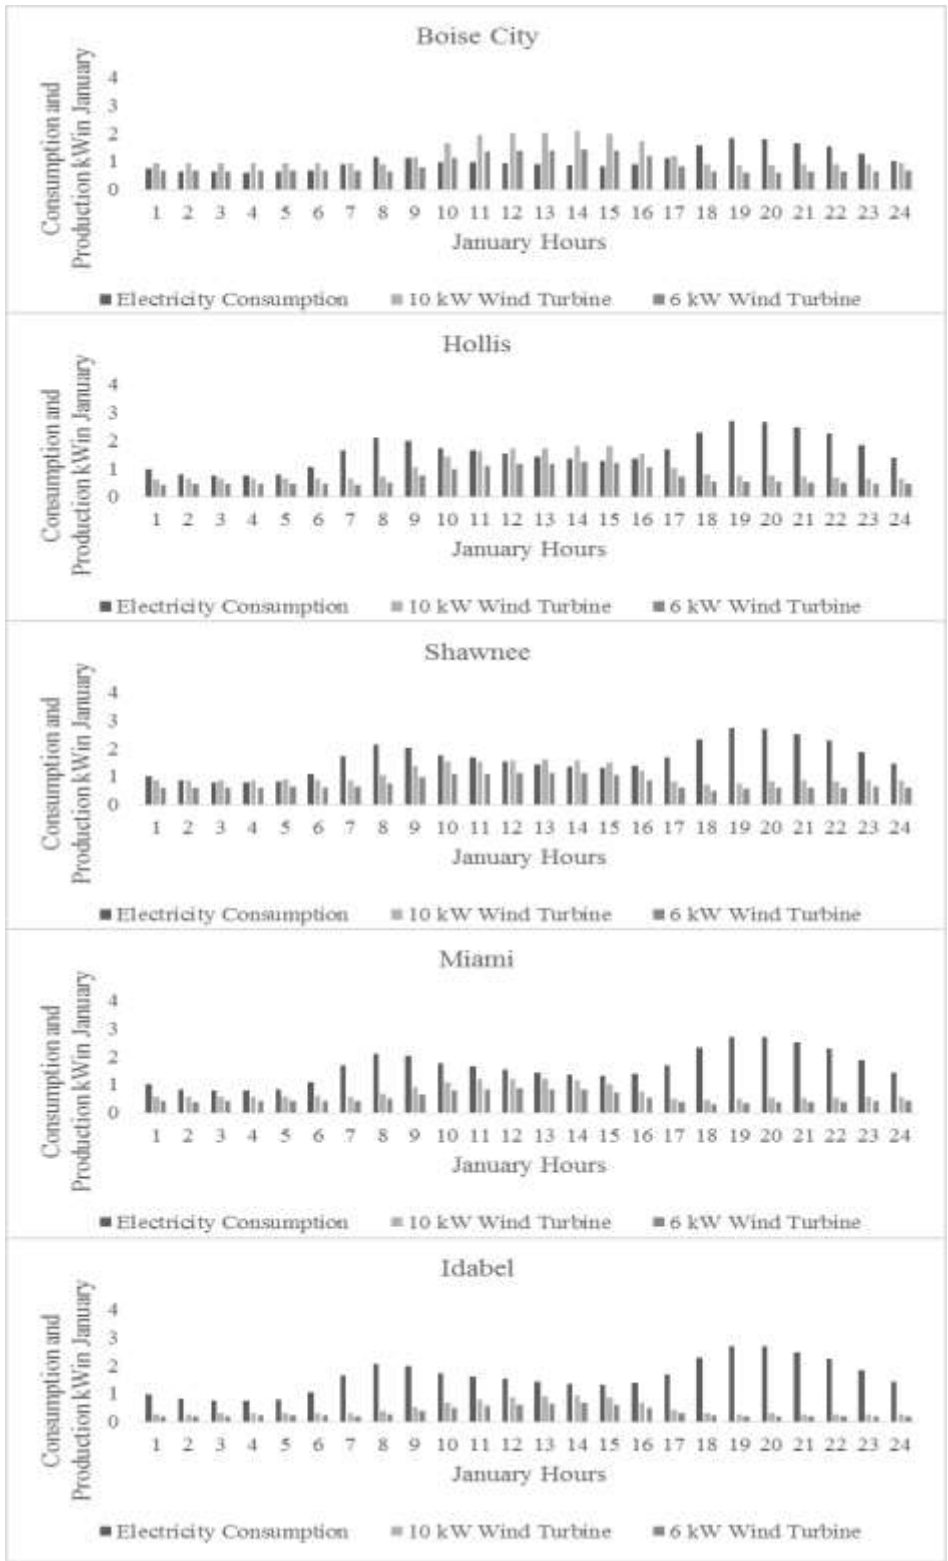 Boise City
Consumption and
Production kWin January
4
3
2
1
0
1 2 3 4 5 6 7 8 9 10 11 12 13 14 15 16 17 18 19 20 21 22 23 24
January Hours
Electricity Consumption 10 kW Wind Turbine 6 kW Wind Turbine
Hollis
Consumption and
Production kWin January
4
3
2
1
0
1 2 3 4 5 6 7 8 9 10 11 12 13 14 15 16 17 18 19 20 21 22 23 24
January Hours
Electricity Consumption 10 kW Wind Turbine 6 kW Wind Turbine
Shawnee
Consumption and
Production kWin January
4
3
2
1
0
1 2 3 4 5 6 7 8 9 10 11 12 13 14 15 16 17 18 19 20 21 22 23 24
January Hours
Electricity Consumption 10 kW Wind Turbine 6 kW Wind Turbine
Miami
Consumption and
Production kWin January
4
3
2
1
0
1 2 3 4 5 6 7 8 9 10 11 12 13 14 15 16 17 18 19 20 21 22 23 24
January Hours
Electricity Consumption 10 kW Wind Turbine 6 kW Wind Turbine
Idabel
Consumption and
Production kWin January
4
3
2
1
0
1 2 3 4 5 6 7 8 9 10 11 12 13 14 15 16 17 18 19 20 21 22 23 24
January Hours
Electricity Consumption 10 kW Wind Turbine 6 kW Wind Turbine